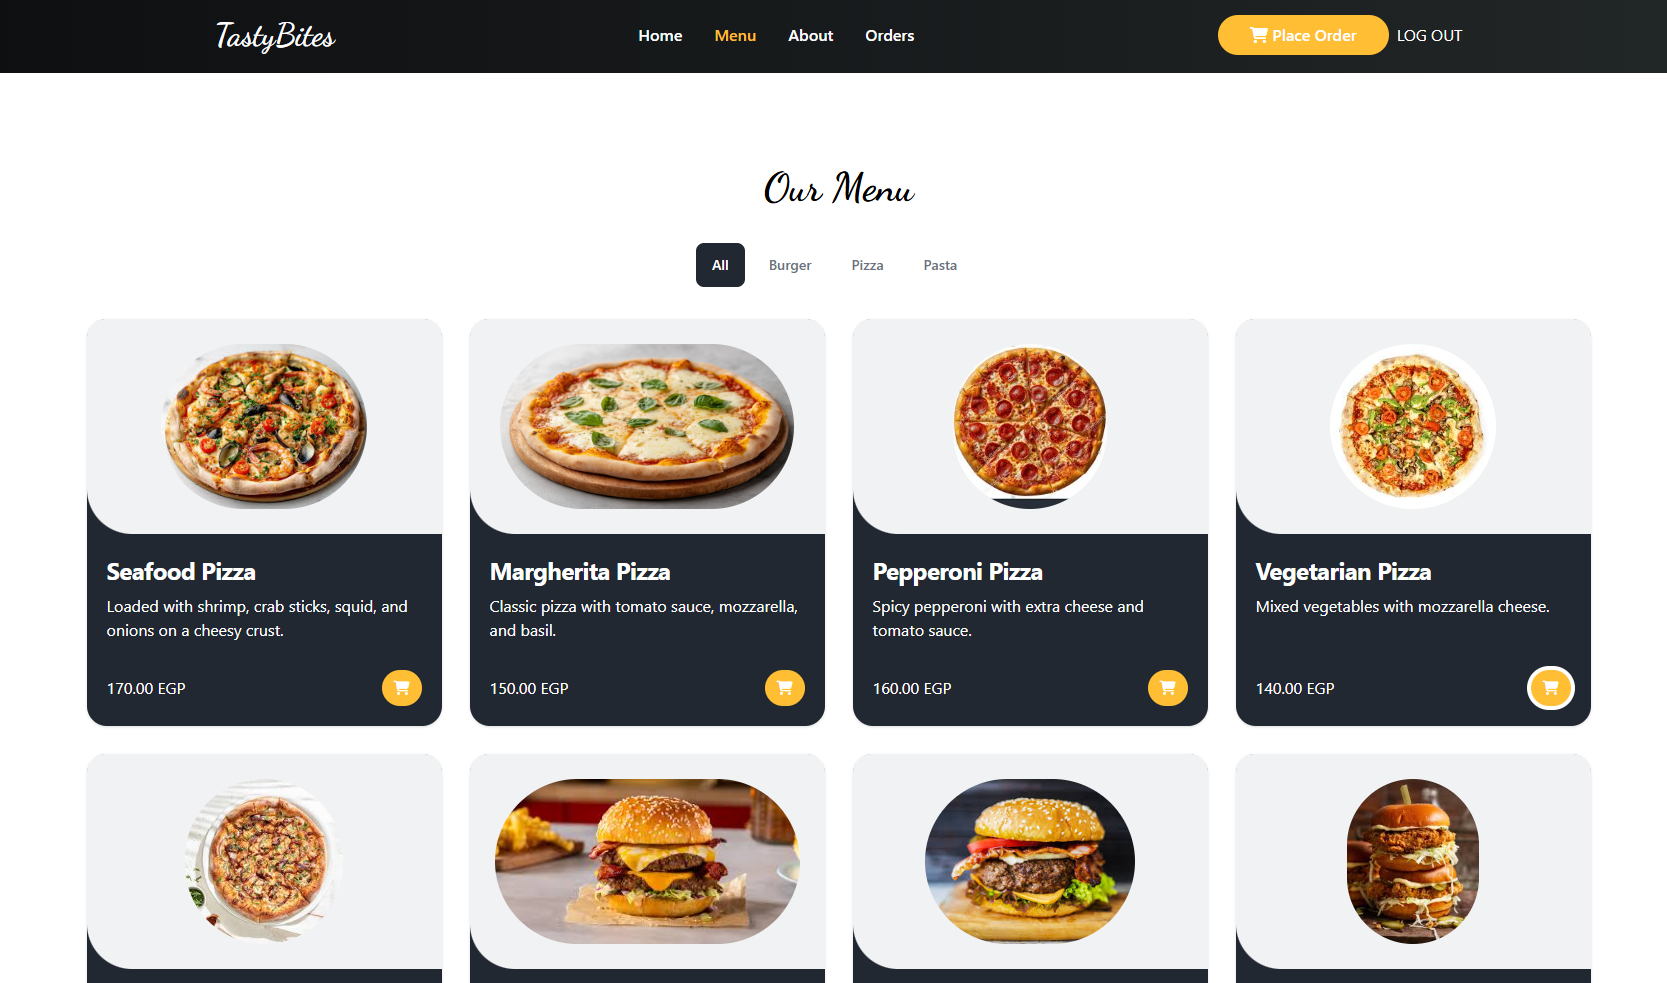 TastyBites
Home Menu About Orders
Place Order LOG OUT
Our Menu
All Burger Pizza Pasta
Seafood Pizza
Loaded with shrimp, crab sticks, squid, and
onions on a cheesy crust.
170.00 EGP
Margherita Pizza
Classic pizza with tomato sauce, mozzarella,
and basil.
150.00 EGP
Pepperoni Pizza
Spicy pepperoni with extra cheese and
tomato sauce.
160.00 EGP
Vegetarian Pizza
Mixed vegetables with mozzarella cheese.
140.00 EGP